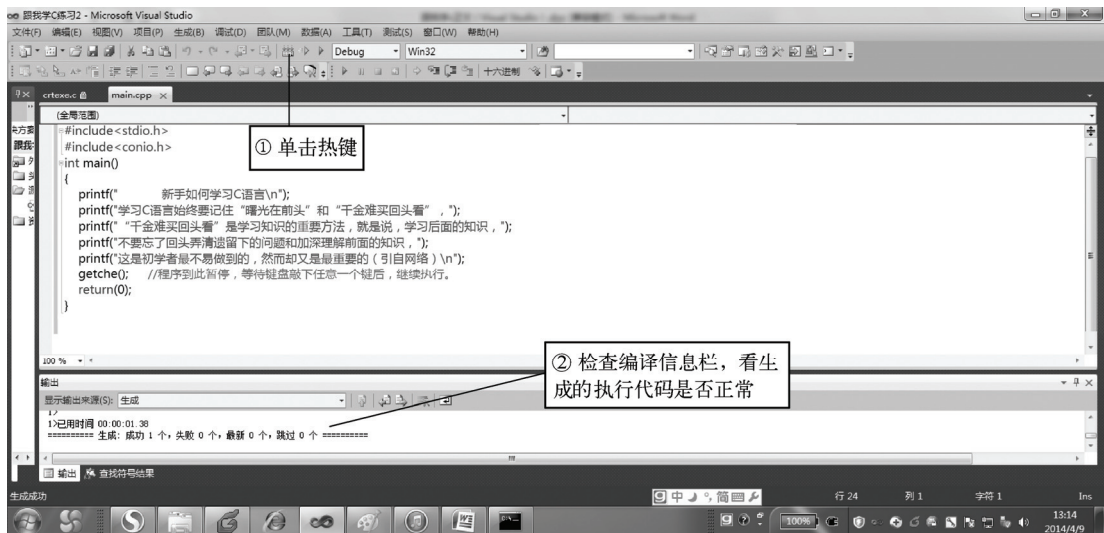 跟我学C练习2 - Microsoft Visual Studio
文件(F) 编辑(E) 视图(V) 项目(P) 生成(B) 调试(D) 团队(M) 数据(A) 工具(T) 测试(S) 窗口(W) 帮助(H)
Debug Win32
十六进制
crtexe.c main.cpp
(全局范围)
#include<stdio.h>
#include<conio.h>
int main()
{
printf(" 新手如何学习C语言\n");
printf("学习C语言始终要记住“曙光在前头”和“千金难买回头看”,");
printf("“千金难买回头看”是学习知识的重要方法,就是说,学习后面的知识,");
printf("不要忘了回头弄清遗留下的问题和加深理解前面的知识,");
printf("这是初学者最不易做到的,然而却又是最重要的(引自网络)\n");
getche(); //程序到此暂停,等待键盘敲下任意一个键后,继续执行。
return(0);
}
① 单击热键
100 %
② 检查编译信息栏,看生
成的执行代码是否正常
输出
显示输出来源(S): 生成
1>
1>已用时间 00:00:01.38
========== 生成: 成功 1 个,失败 0 个,最新 0 个,跳过 0 个 ==========
输出 查找符号结果
生成成功
中 简
行 24 列 1 字符 1 Ins
100%
13:14
2014/4/9